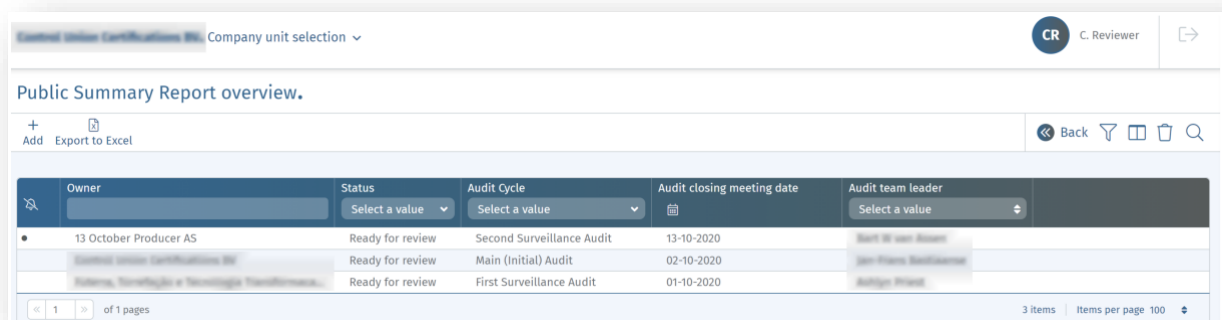 Company unit selection
CR C. Reviewer
Public Summary Report overview.
Add Export to Excel Back
Owner Status Audit Cycle Audit closing meeting date Audit team leader
Select a value Select a value Select a value
13 October Producer AS Ready for review Second Surveillance Audit 13-10-2020
Ready for review Main (Initial) Audit 02-10-2020
Ready for review First Surveillance Audit 01-10-2020
« 1 » of 1 pages 3 items Items per page 100